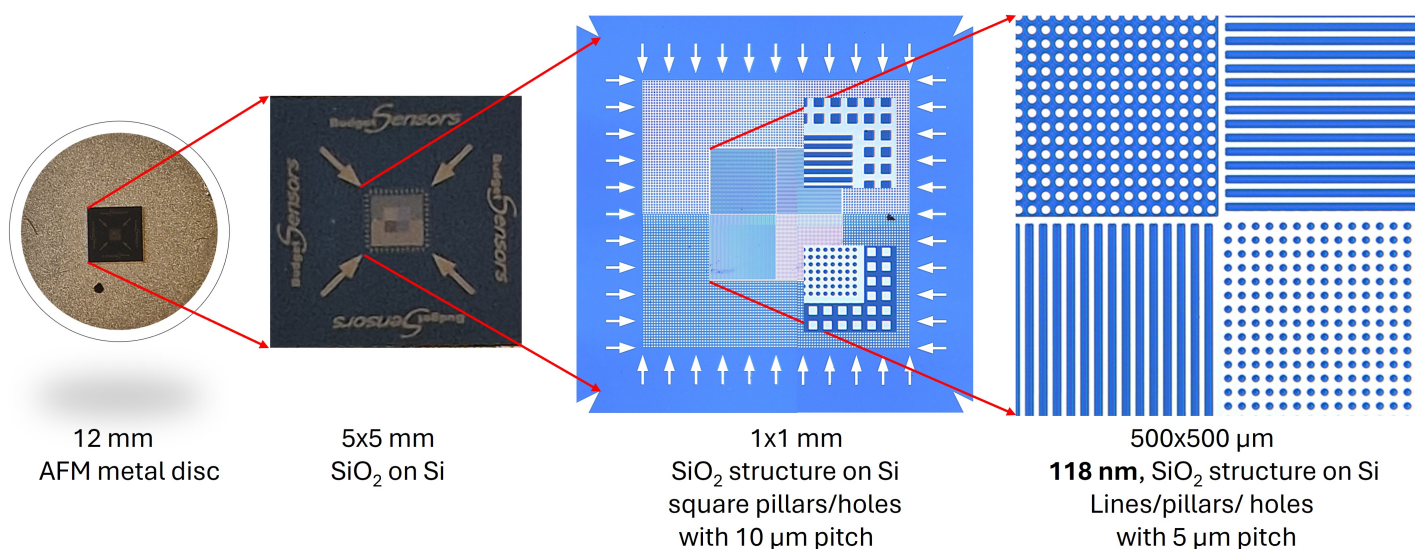 BudgetSensors
BudgetSensors
BudgetSensors
BudgetSensors
12 mm
AFM metal disc
5x5 mm
SiO₂ on Si
1x1 mm
SiO₂ structure on Si
square pillars/holes
with 10 µm pitch
500x500 µm
118 nm, SiO₂ structure on Si
Lines/pillars/ holes
with 5 µm pitch